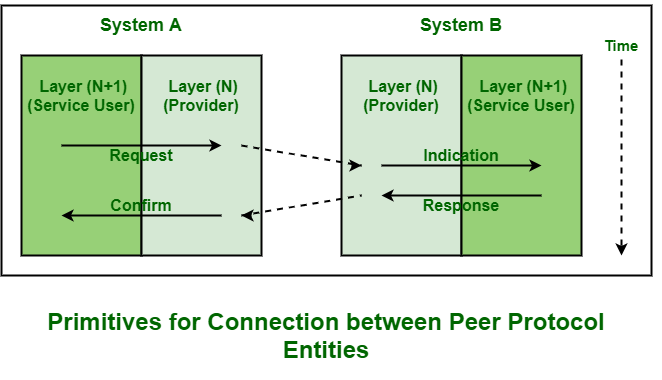 System A
System B
Time
Layer (N+1)
(Service User)
Layer (N)
(Provider)
Layer (N)
(Provider)
Layer (N+1)
(Service User)
Request
Indication
Confirm
Response
Primitives for Connection between Peer Protocol
Entities